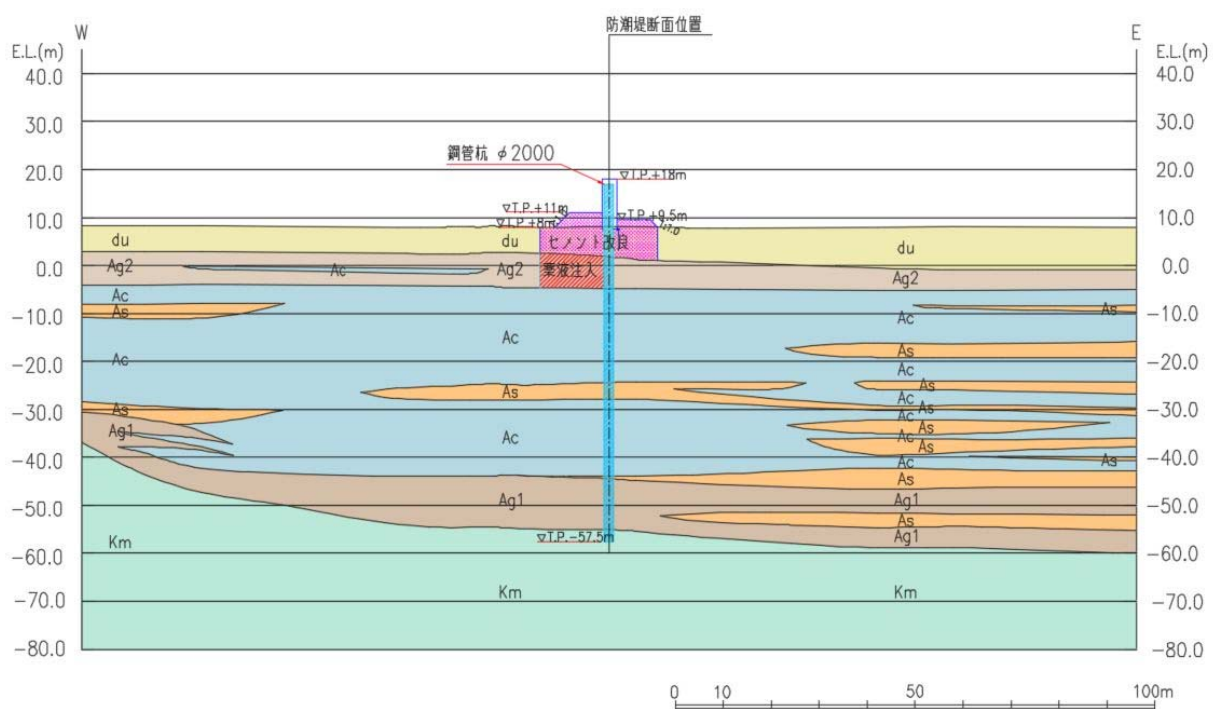 防潮堤断面位置
W
E
E.L.(m)
E.L.(m)
40.0
40.0
30.0
30.0
鋼管杭 φ2000
20.0
20.0
▽T.P.+18m
▽T.P.+11m
▽T.P.+9.5m
10.0
10.0
▽T.P.+8m
1:1.0
du
du
セメント改良
du
0.0
0.0
Ag2
Ac
Ag2
薬液注入
Ag2
Ac
As
As
-10.0
-10.0
Ac
Ac
As
Ac
-20.0
-20.0
Ac
As
As
Ac
-30.0
-30.0
As
As
Ac
Ag1
As
Ac
Ac
As
-40.0
-40.0
Ac
As
As
-50.0
-50.0
Ag1
Ag1
As
▽T.P.-57.5m
Ag1
Km
-60.0
-60.0
Km
Km
-70.0
-70.0
-80.0
-80.0
0 10 50 100m